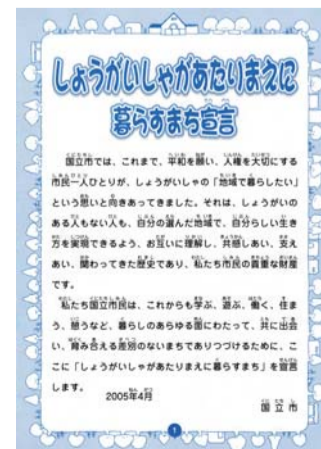 しょうがいしゃがあたりまえに
暮らすまち宣言
国立市では、これまで、平和を願い、人権を大切にする
市民一人ひとりが、しょうがいしゃの「地域で暮らしたい」
という思いと向きあってきました。それは、しょうがいの
ある人もない人も、自分の選んだ地域で、自分らしい生き
方を実現できるよう、お互いに理解し、共感しあい、支え
あい、関わってきた歴史であり、私たち市民の貴重な財産
です。
私たち国立市民は、これからも学ぶ、遊ぶ、働く、住ま
う、憩うなど、暮らしのあらゆる面にわたって、共に出会
い、育み合える差別のないまちでありつづけるために、こ
こに「しょうがいしゃがあたりまえに暮らすまち」を宣言
します。
2005年4月
国立市
1